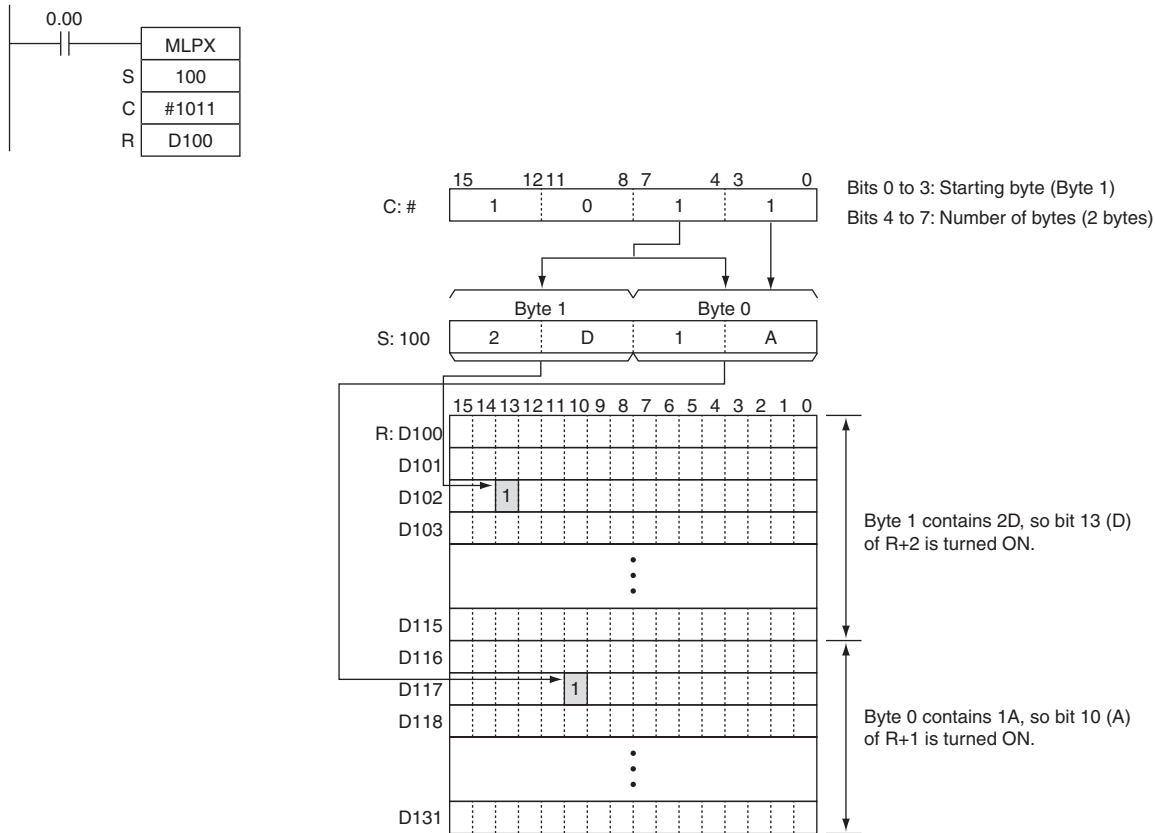 0.00
MLPX
S 100
C #1011
R D100
15 12 11 8 7 4 3 0
C: # 1 0 1 1
Bits 0 to 3: Starting byte (Byte 1)
Bits 4 to 7: Number of bytes (2 bytes)
Byte 1 Byte 0
S: 100 2 D 1 A
15 14 13 12 11 10 9 8 7 6 5 4 3 2 1 0
R: D100
D101
D102 1
D103
Byte 1 contains 2D, so bit 13 (D)
of R+2 is turned ON.
D115
D116
D117 1
D118
Byte 0 contains 1A, so bit 10 (A)
of R+1 is turned ON.
D131